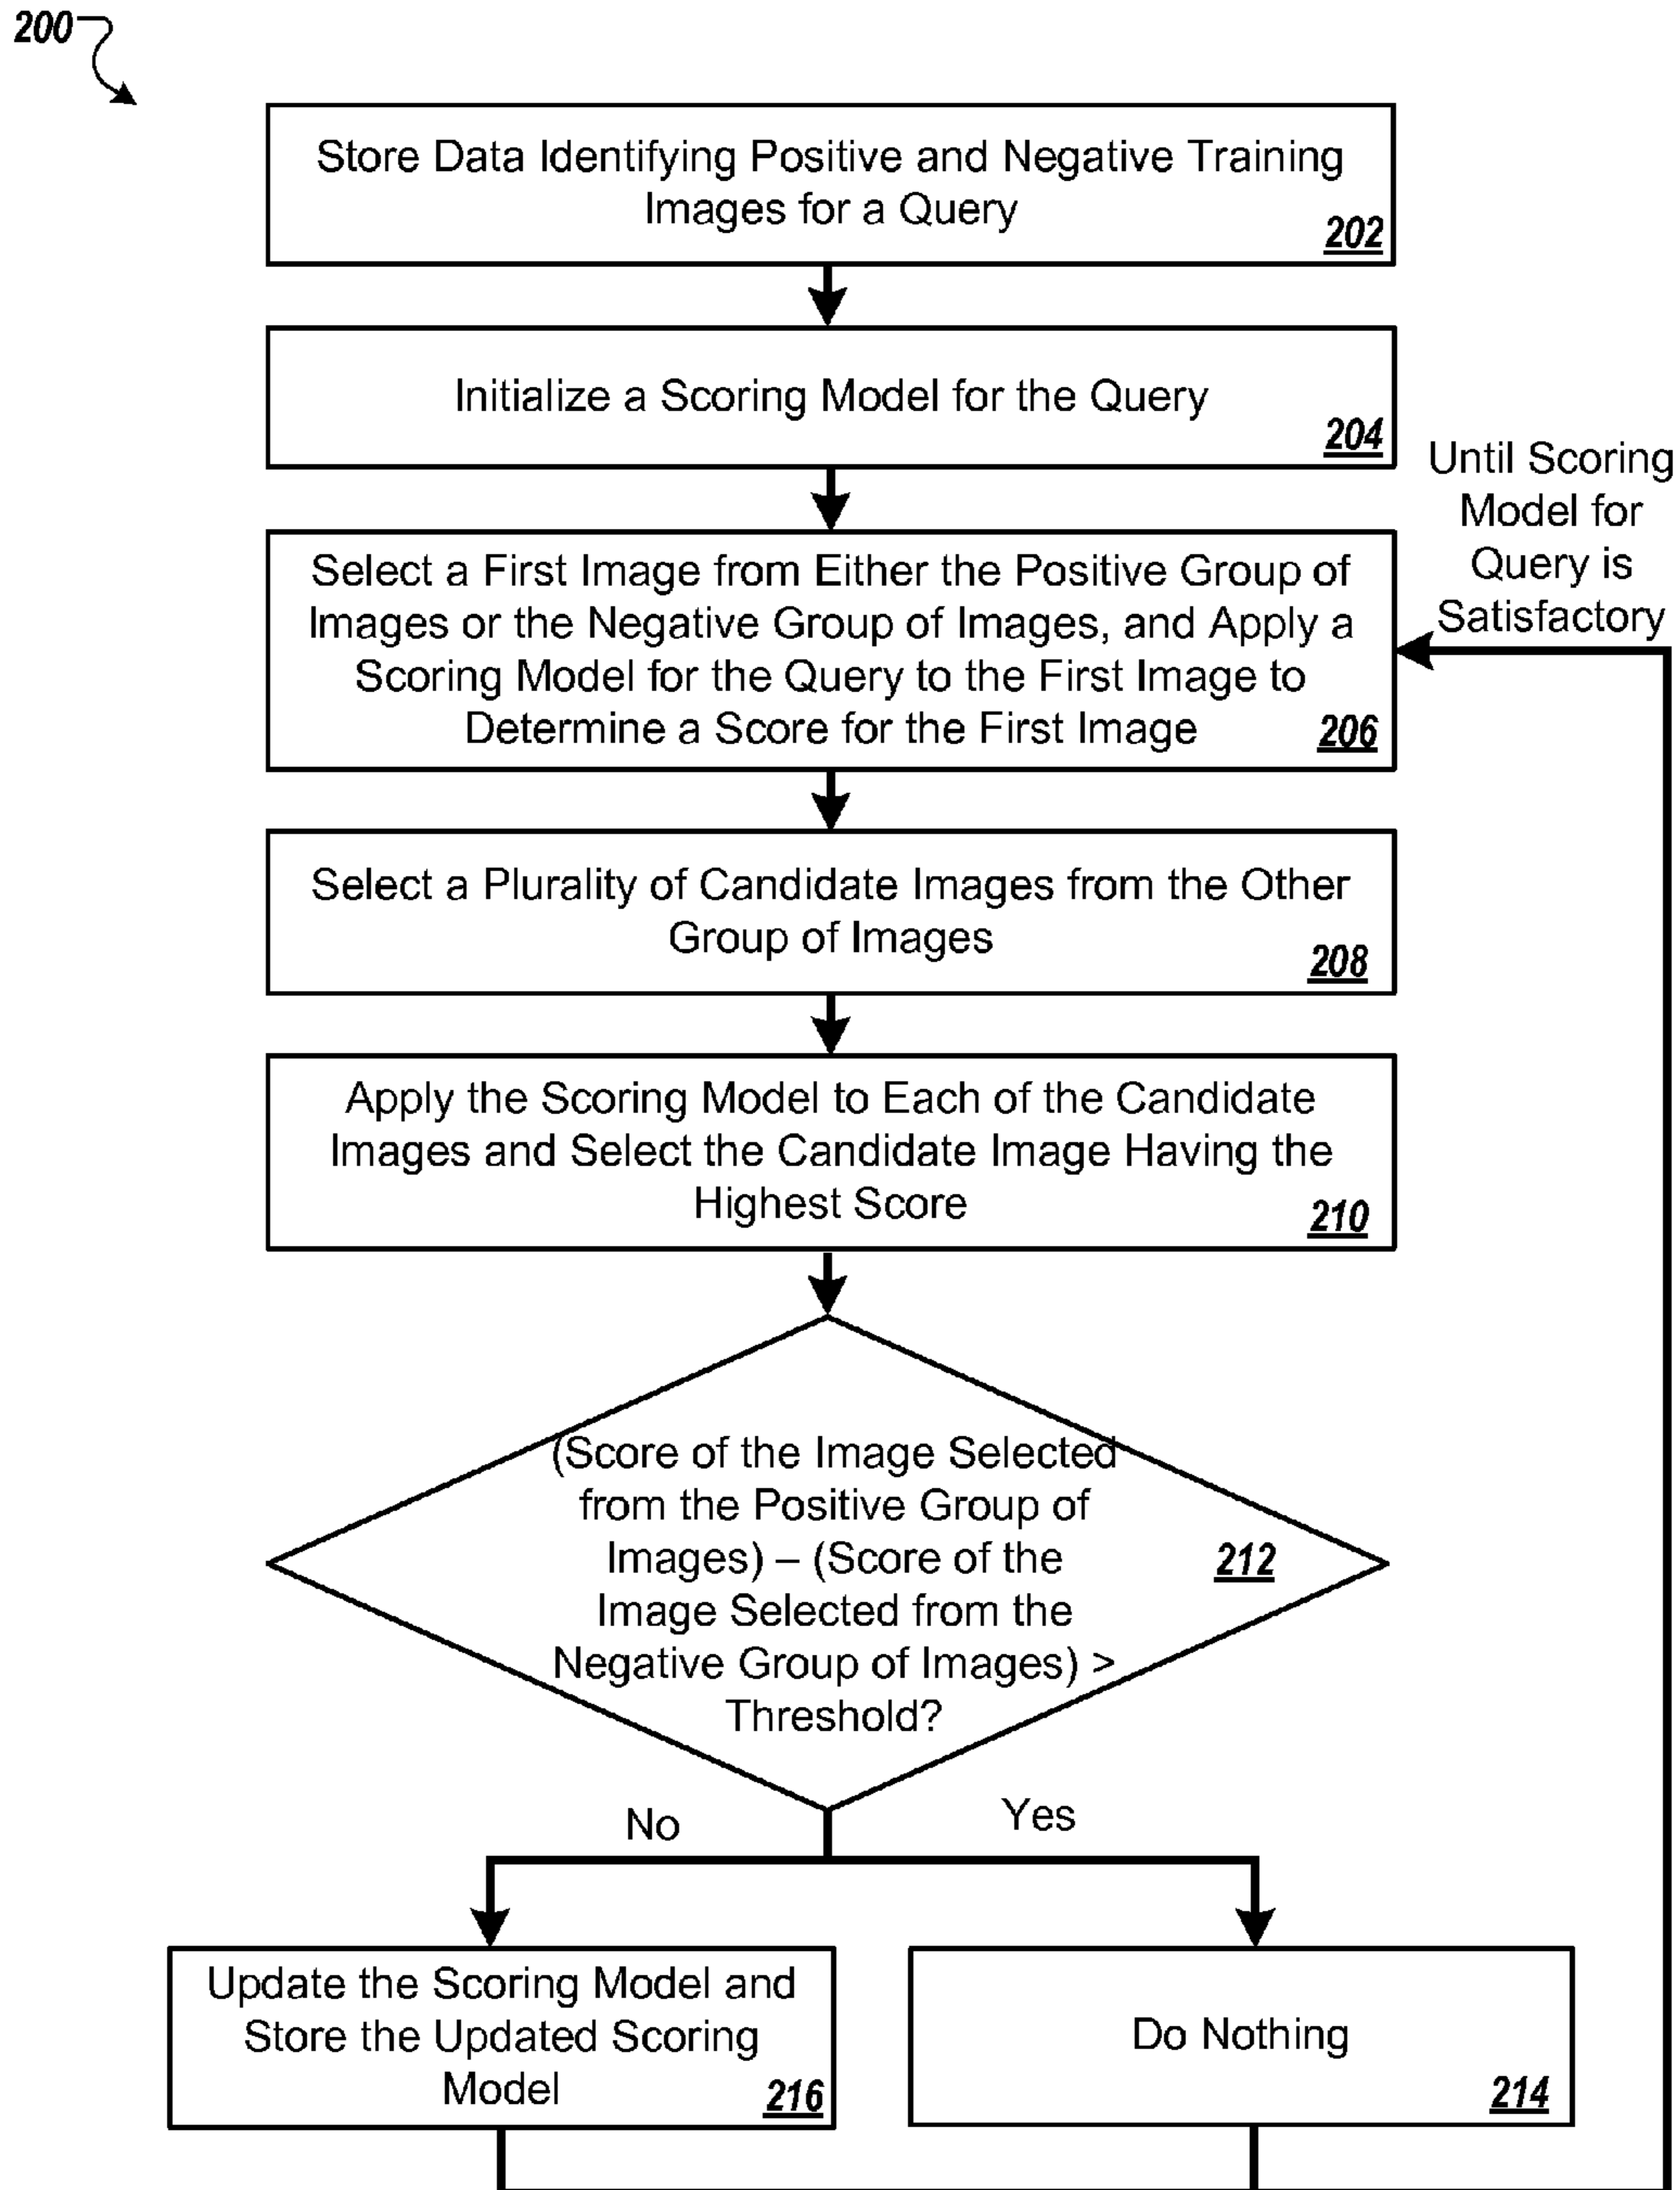 200
Store Data Identifying Positive and Negative Training
Images for a Query
202
Initialize a Scoring Model for the Query
204
Until Scoring
Model for
Query is
Satisfactory
Select a First Image from Either the Positive Group of
Images or the Negative Group of Images, and Apply a
Scoring Model for the Query to the First Image to
Determine a Score for the First Image
206
Select a Plurality of Candidate Images from the Other
Group of Images
208
Apply the Scoring Model to Each of the Candidate
Images and Select the Candidate Image Having the
Highest Score
210
(Score of the Image Selected
from the Positive Group of
Images) – (Score of the
Image Selected from the
Negative Group of Images) >
Threshold?
212
No
Yes
Update the Scoring Model and
Store the Updated Scoring
Model
216
Do Nothing
214